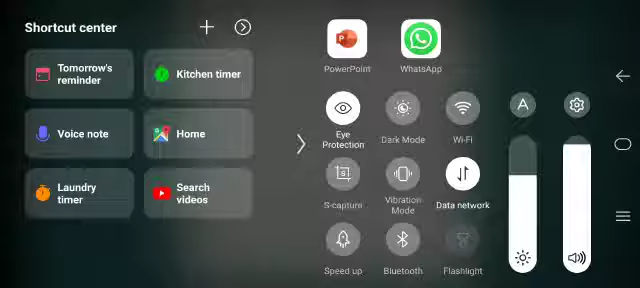 Shortcut center
Tomorrow's
reminder
Kitchen timer
Voice note
Home
Laundry
timer
Search
videos
PowerPoint
WhatsApp
Eye
Protection
Dark Mode
Wi-Fi
S-capture
Vibration
Mode
Data network
Speed up
Bluetooth
Flashlight
A